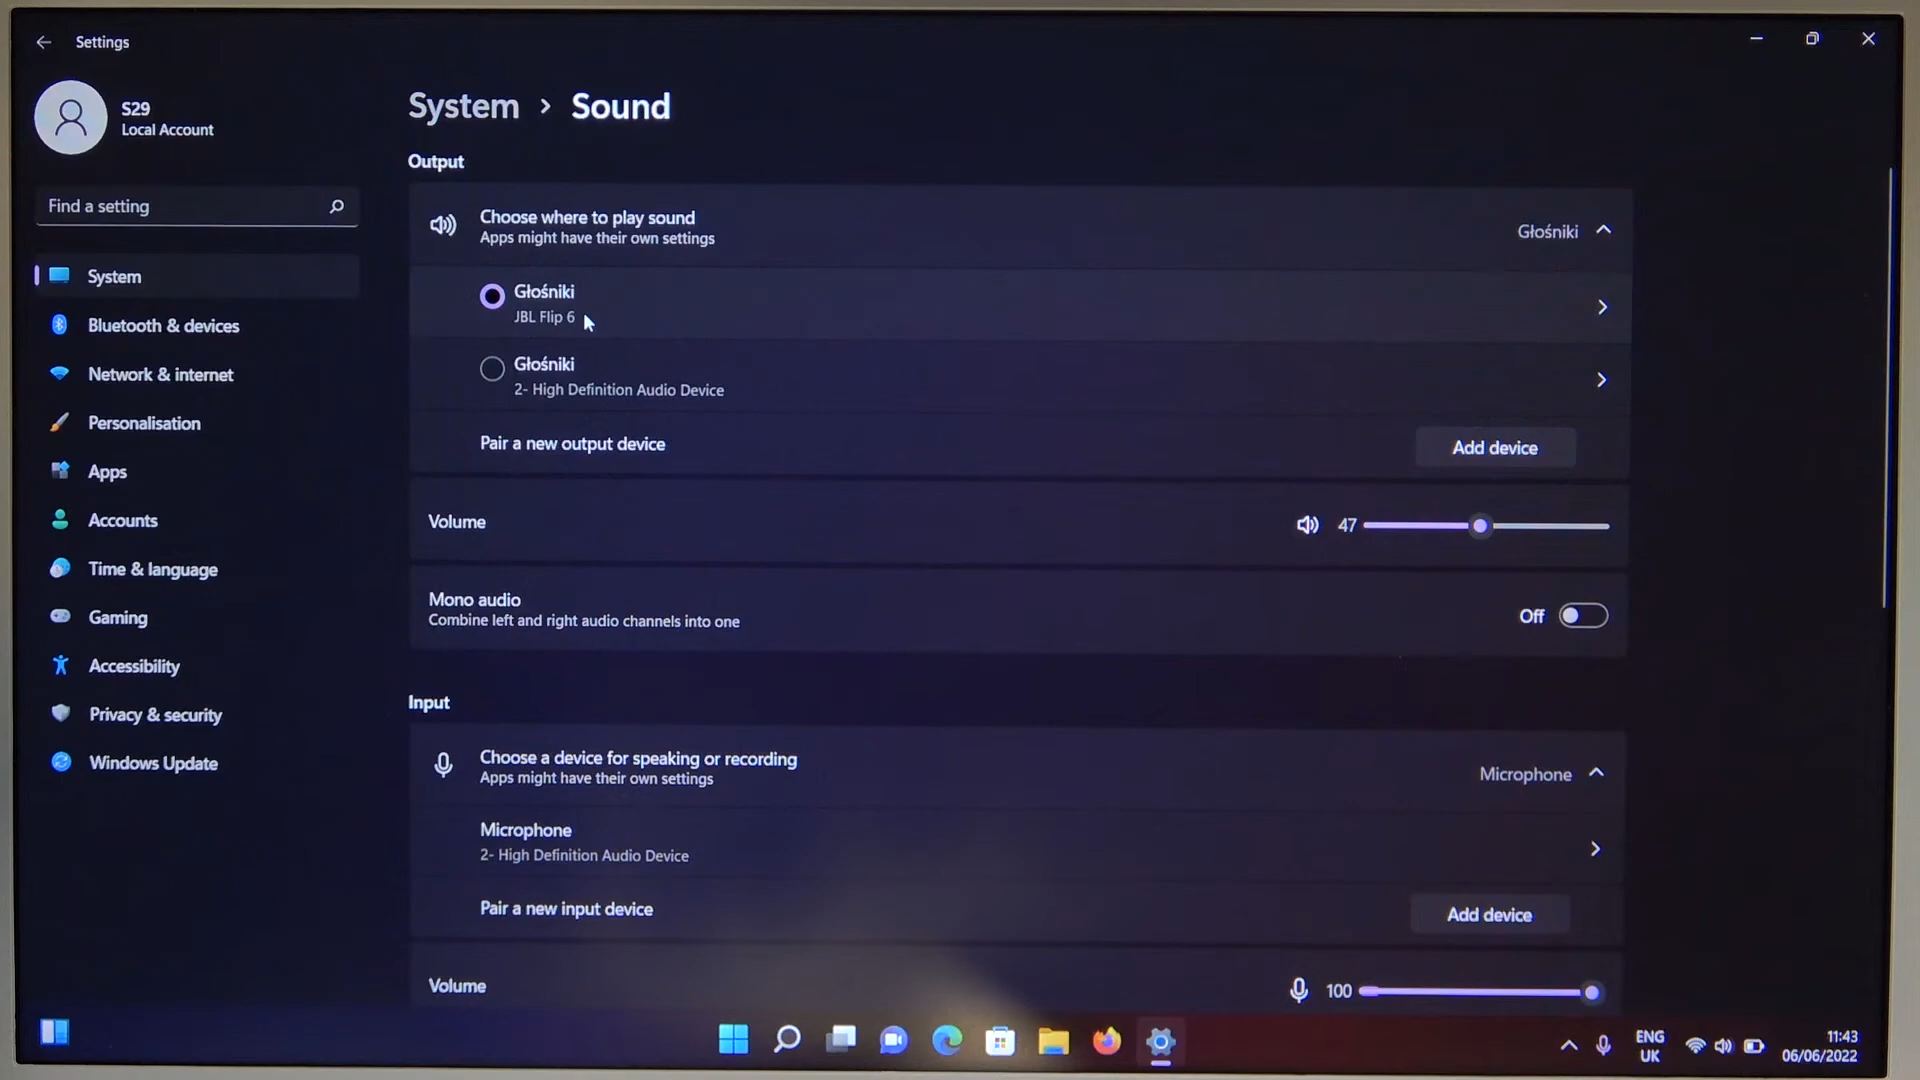 Settings
S29
Local Account
Find a setting
System
Bluetooth & devices
Network & internet
Personalisation
Apps
Accounts
Time & language
Gaming
Accessibility
Privacy & security
Windows Update
System > Sound
Output
Choose where to play sound
Apps might have their own settings
Głośniki
Głośniki
JBL Flip 6
Głośniki
2- High Definition Audio Device
Pair a new output device
Add device
Volume
47
Mono audio
Combine left and right audio channels into one
Off
Input
Choose a device for speaking or recording
Apps might have their own settings
Microphone
Microphone
2- High Definition Audio Device
Pair a new input device
Add device
Volume
100
ENG
UK
11:43
06/06/2022